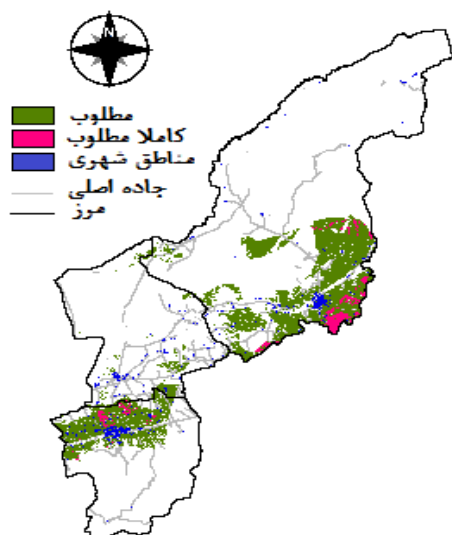 N
مطلوب
کاملا مطلوب
مناطق شهری
جاده اصلی
مرز